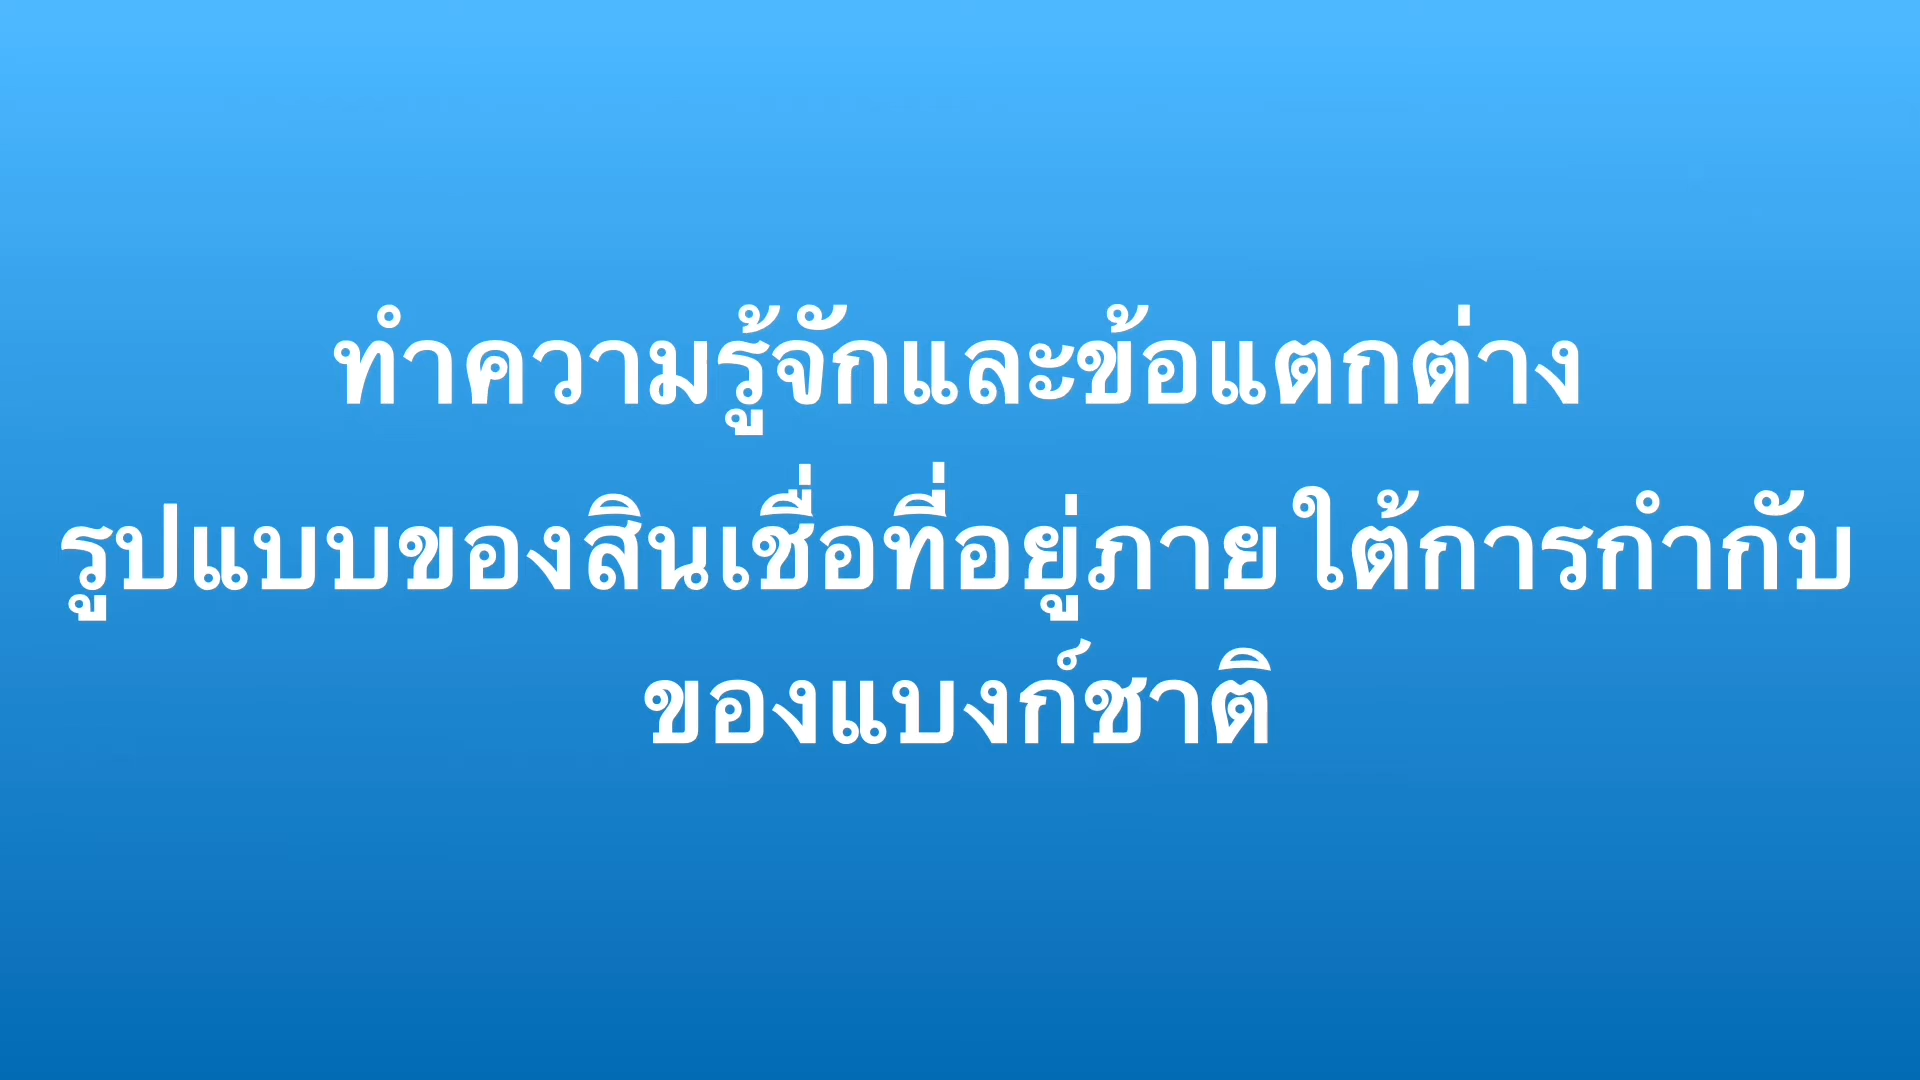 ทำความรู้จักและข้อแตกต่าง
รูปแบบของสินเชื่อที่อยู่ภายใต้การกำกับ
ของแบงก์ชาติ